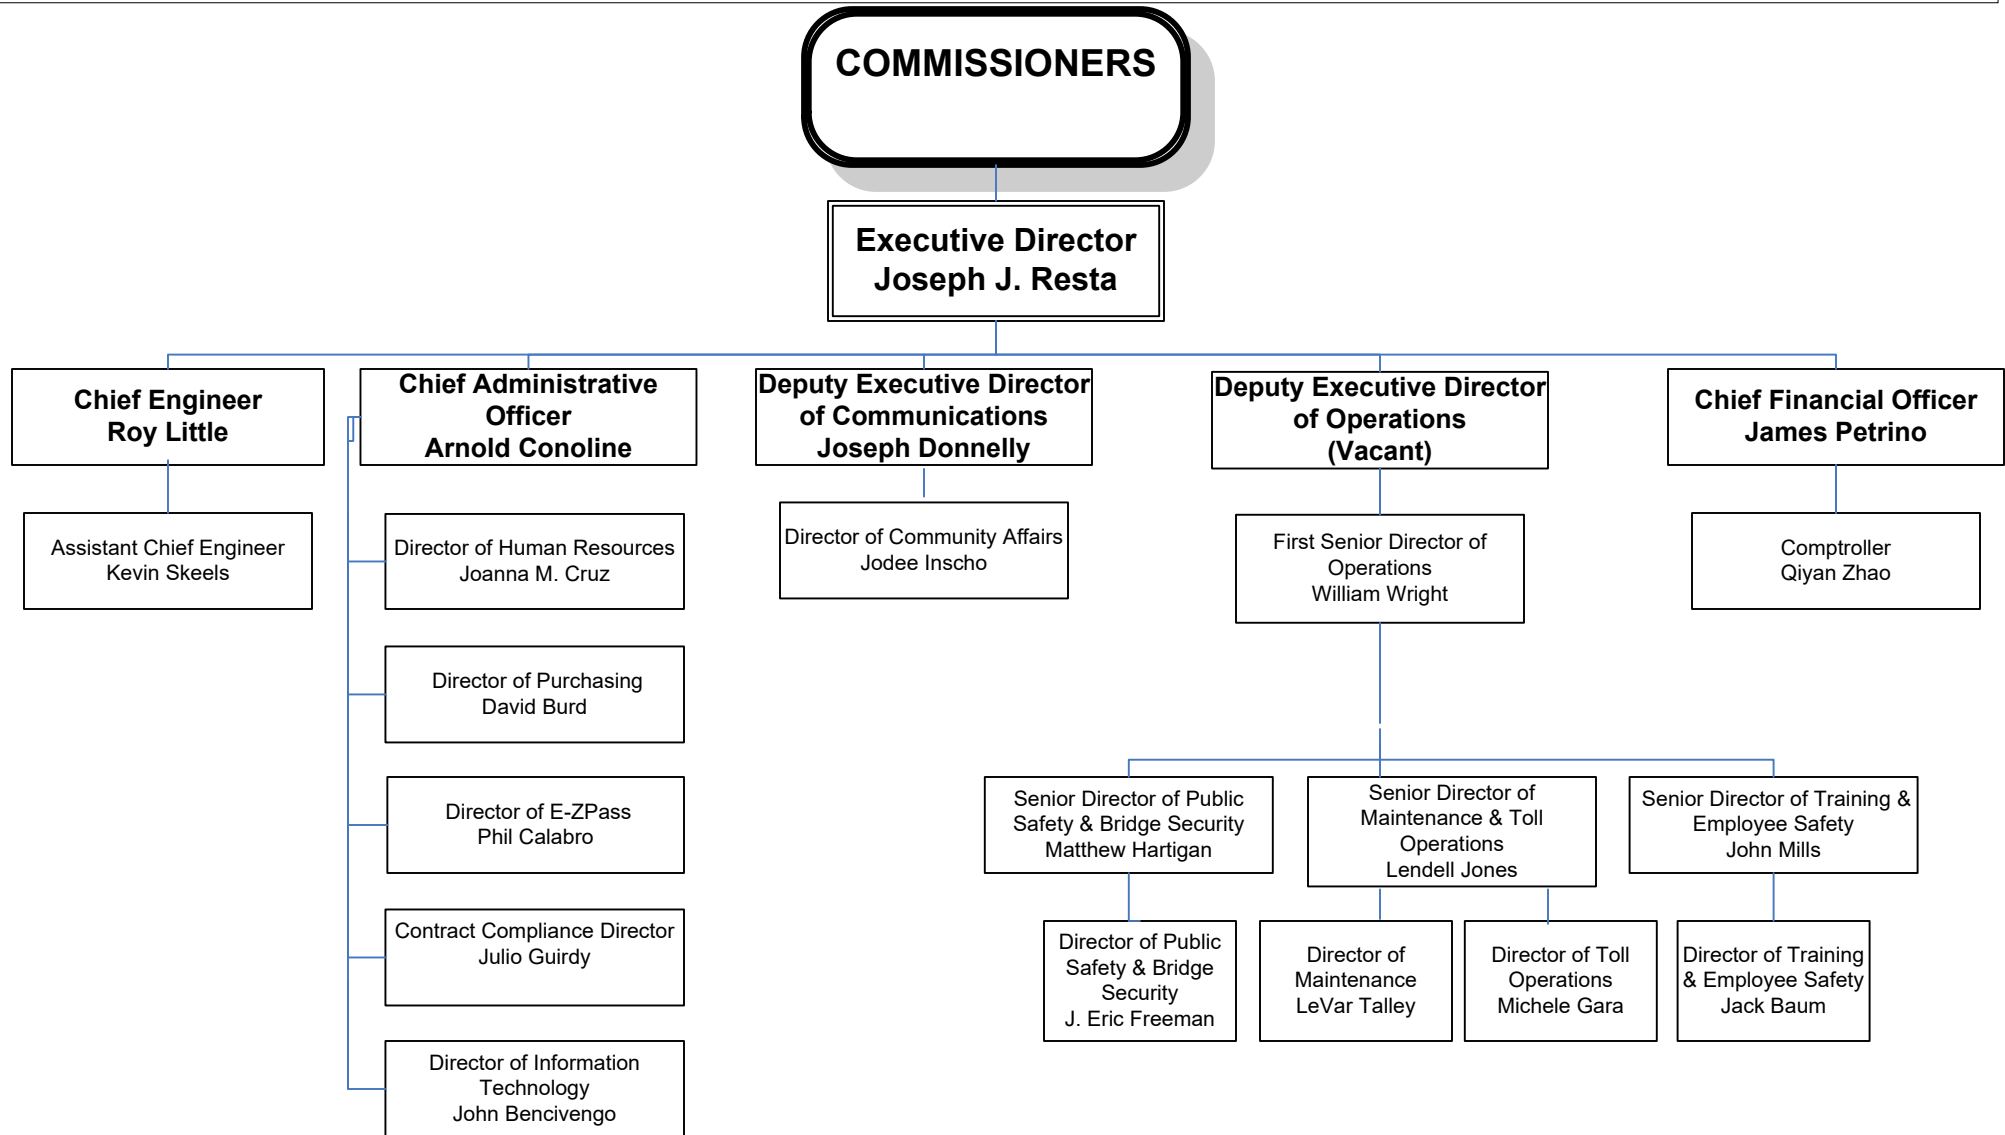 COMMISSIONERS
Executive Director
Joseph J. Resta
Chief Engineer
Roy Little
Chief Administrative
Officer
Arnold Conoline
Deputy Executive Director
of Communications
Joseph Donnelly
Deputy Executive Director
of Operations
(Vacant)
Chief Financial Officer
James Petrino
Assistant Chief Engineer
Kevin Skeels
Director of Human Resources
Joanna M. Cruz
Director of Community Affairs
Jodee Inscho
First Senior Director of
Operations
William Wright
Comptroller
Qiyan Zhao
Director of Purchasing
David Burd
Director of E-ZPass
Phil Calabro
Senior Director of Public
Safety & Bridge Security
Matthew Hartigan
Senior Director of
Maintenance & Toll
Operations
Lendell Jones
Senior Director of Training &
Employee Safety
John Mills
Contract Compliance Director
Julio Guirdy
Director of Public
Safety & Bridge
Security
J. Eric Freeman
Director of
Maintenance
LeVar Talley
Director of Toll
Operations
Michele Gara
Director of Training
& Employee Safety
Jack Baum
Director of Information
Technology
John Bencivengo